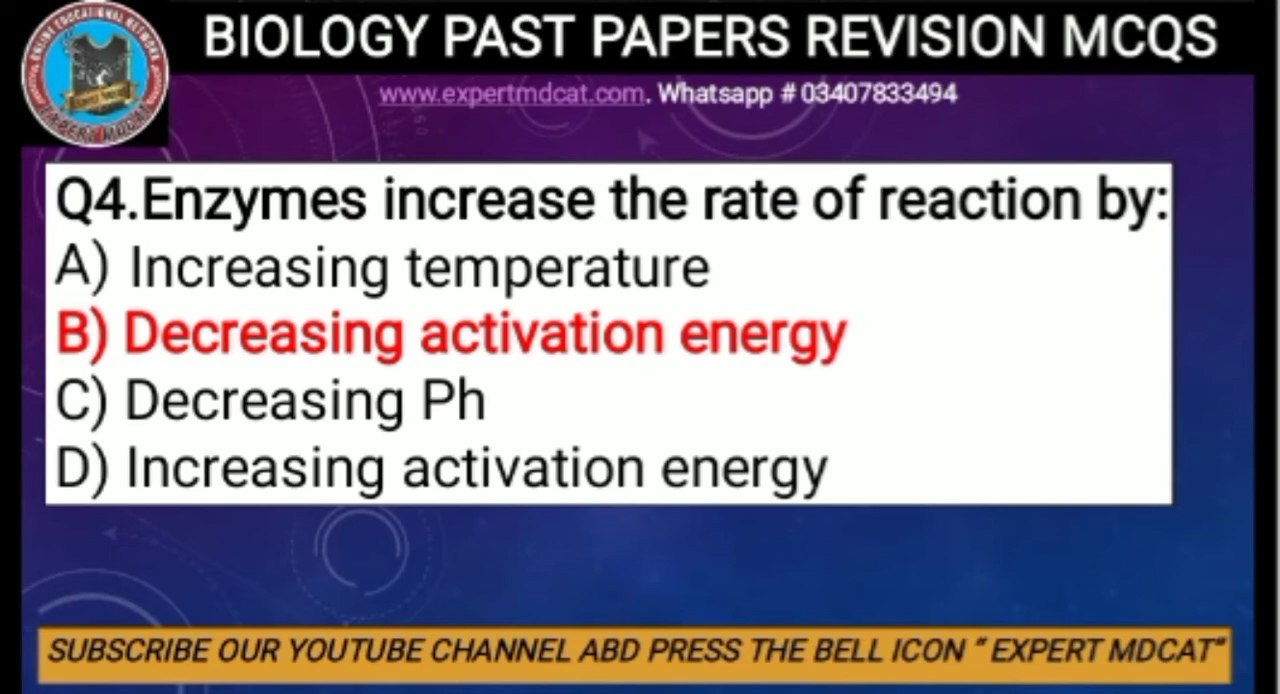 BIOLOGY PAST PAPERS REVISION MCQS
www.expertmdcat.com. Whatsapp # 03407833494
Q4.Enzymes increase the rate of reaction by:
A) Increasing temperature
B) Decreasing activation energy
C) Decreasing Ph
D) Increasing activation energy
SUBSCRIBE OUR YOUTUBE CHANNEL ABD PRESS THE BELL ICON “ EXPERT MDCAT”